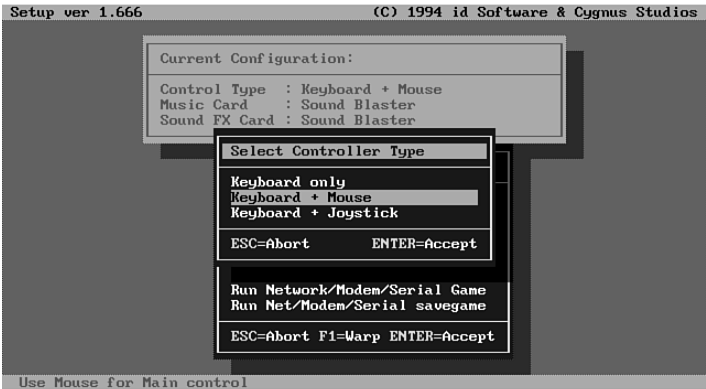 Setup ver 1.666 (C) 1994 id Software & Cygnus Studios
Current Configuration:
Control Type : Keyboard + Mouse
Music Card : Sound Blaster
Sound FX Card : Sound Blaster
Select Controller Type
Keyboard only
Keyboard + Mouse
Keyboard + Joystick
ESC=Abort ENTER=Accept
Run Network/Modem/Serial Game
Run Net/Modem/Serial savegame
ESC=Abort F1=Warp ENTER=Accept
Use Mouse for Main control